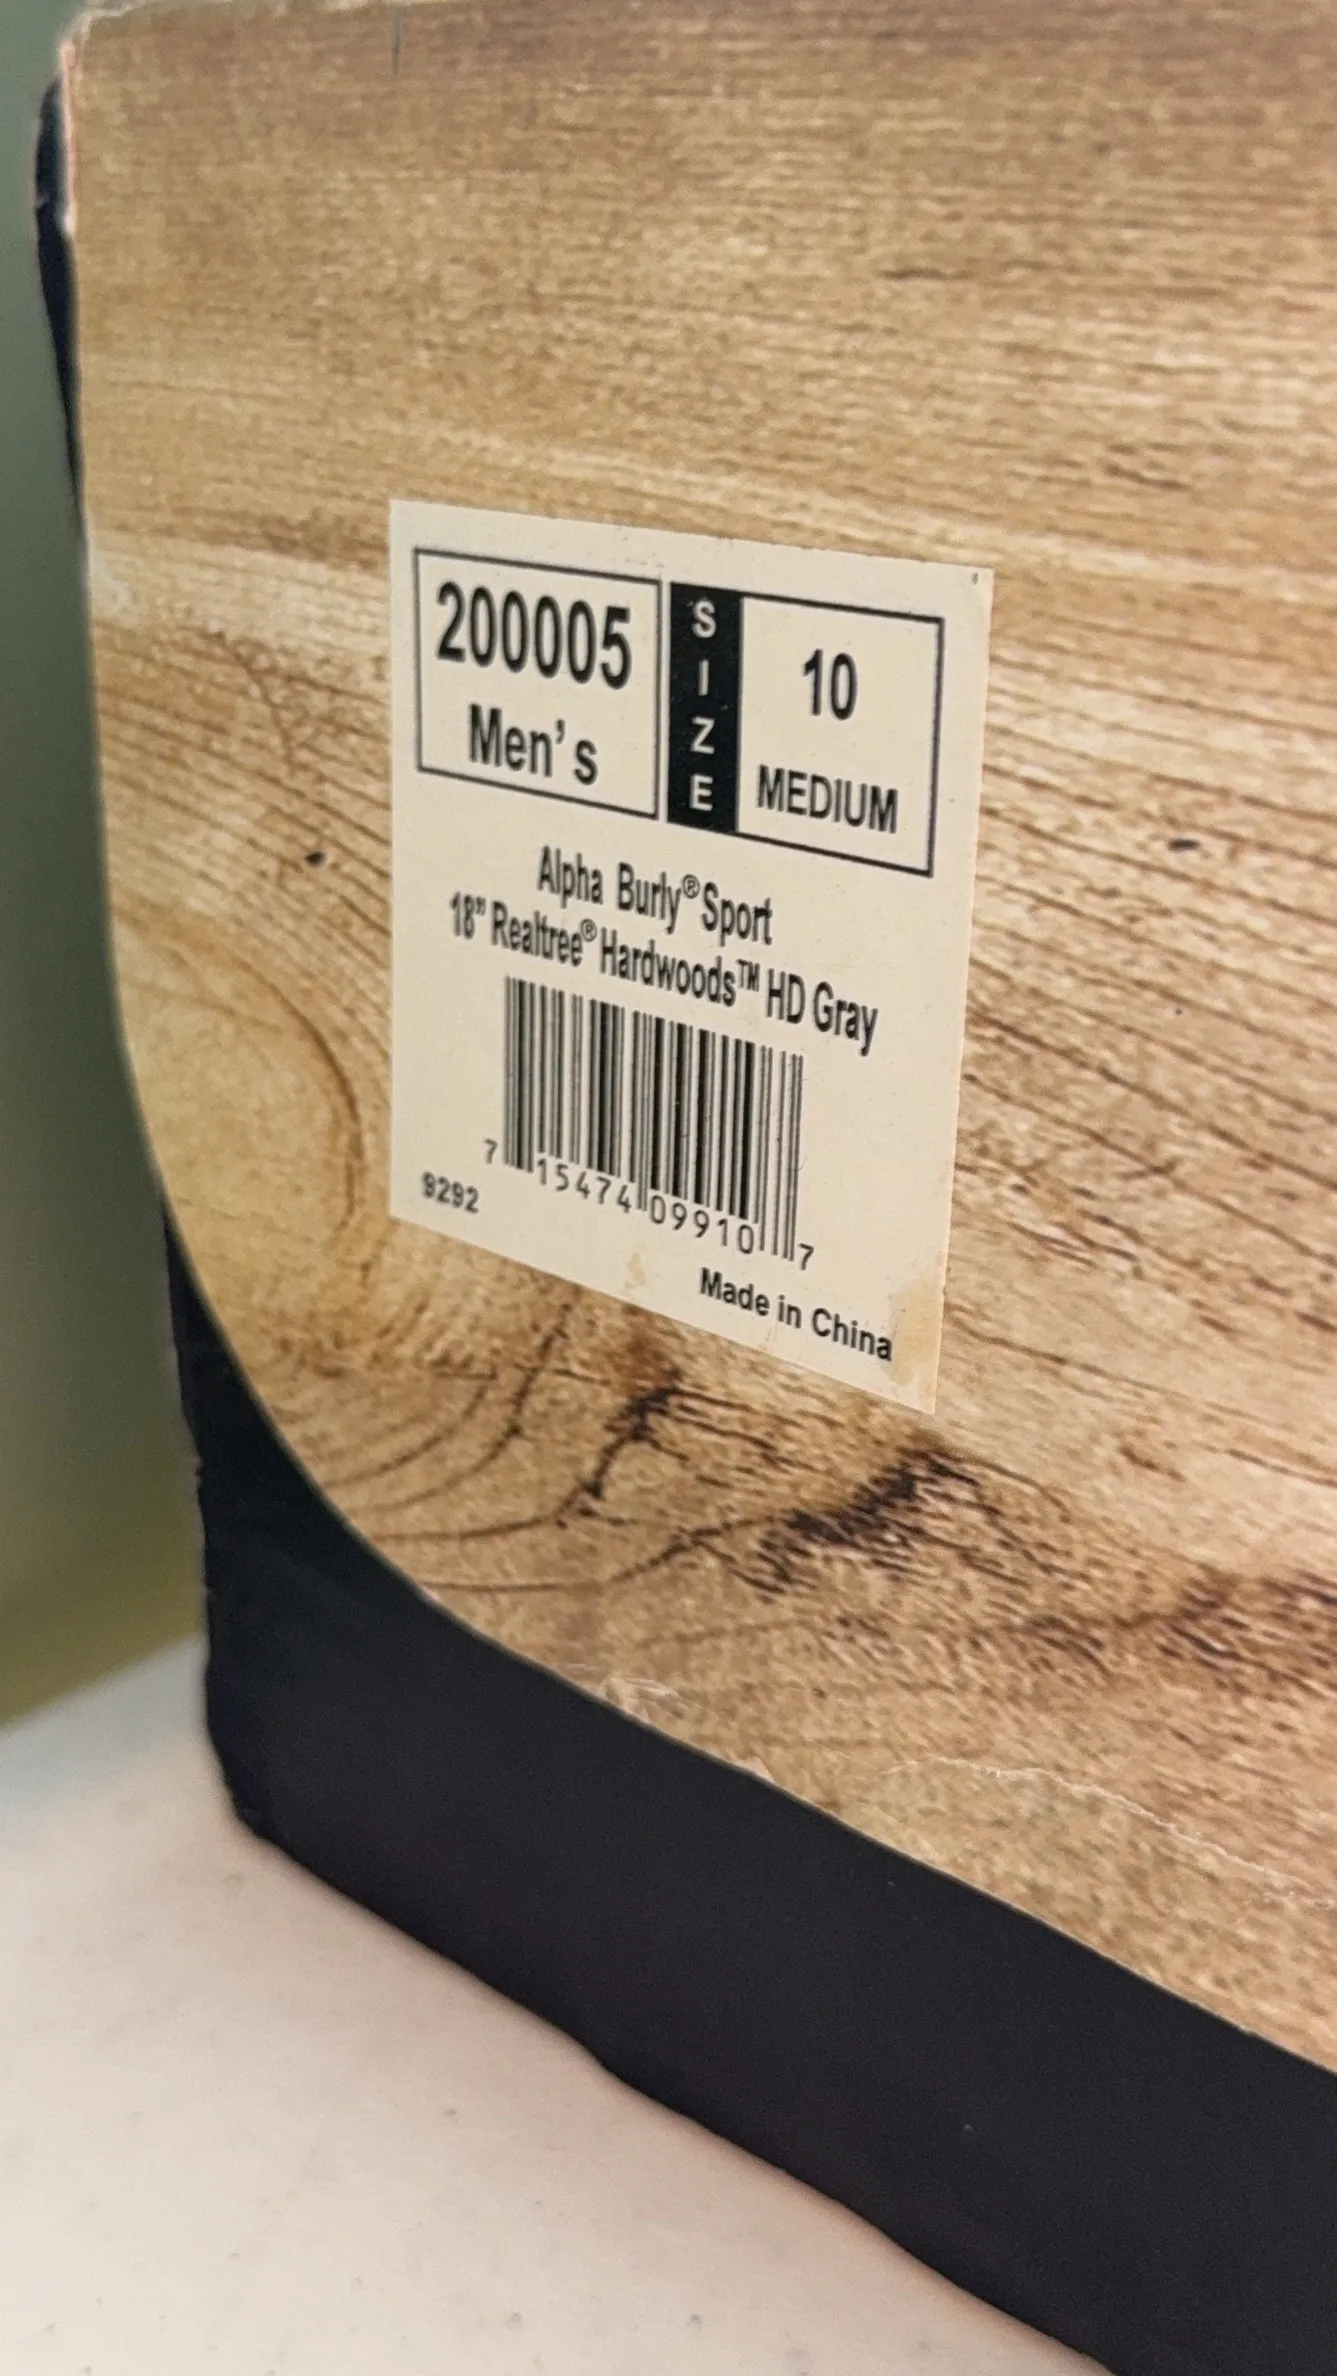 200005
Men's
SIZE
10
MEDIUM
Alpha Burly® Sport
18" Realtree® Hardwoods™ HD Gray
7 15474 09910 7
9292
Made in China